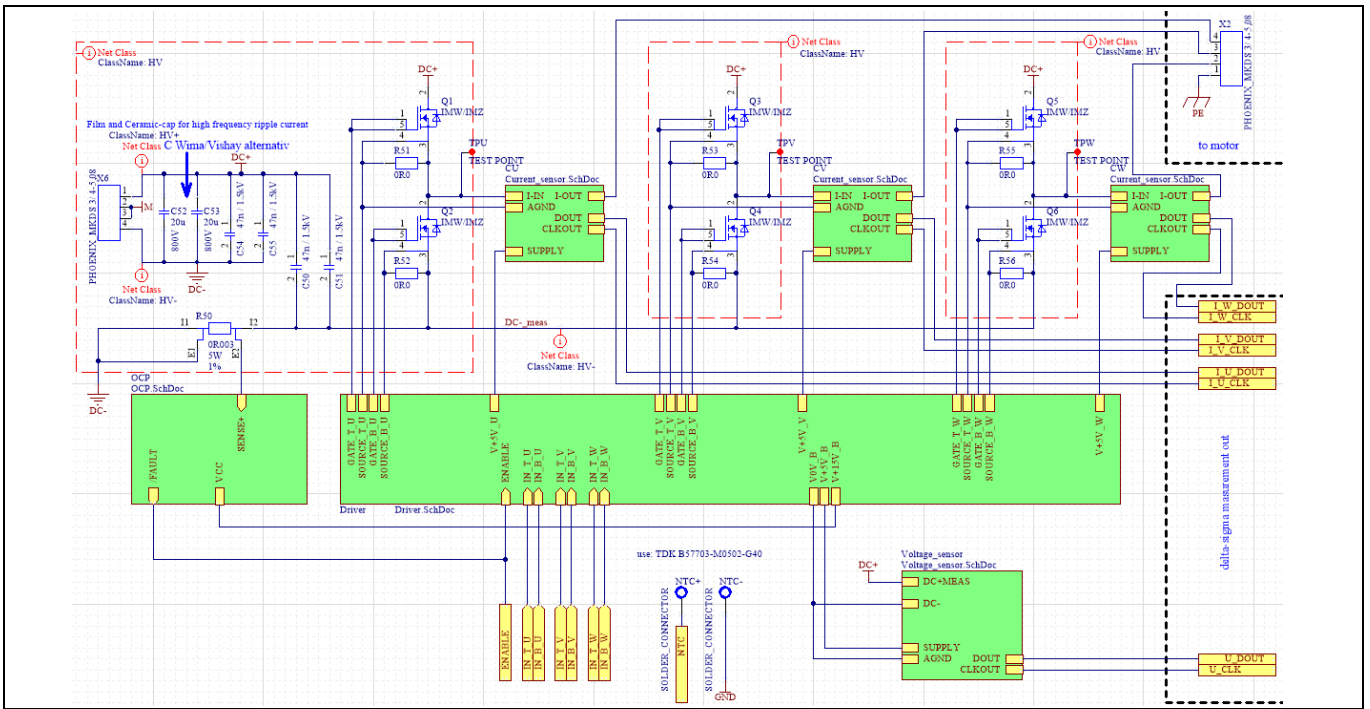 Net Class
ClassName: HV
Film and Ceramic-cap for high frequency ripple current
ClassName: HV+
Net Class
C Wima/Vishay alternativ
DC+
X6
PHOENIX_MKDS 3/ 4-5,08
1
2
3
4
M
C52
20u
800V
C53
20u
800V
47n / 1.5kV
C54
47n / 1.5kV
C55
47n / 1.5kV
C50
47n / 1.5kV
C51
Net Class
ClassName: HV-
DC-
R50
I1
I2
E1
E2
0R003
5W
1%
DC-
DC+
Q1
IMW/IMZ
R51
0R0
TPU
TEST POINT
Q2
IMW/IMZ
R52
0R0
CU
Current_sensor.SchDoc
I-IN
I-OUT
AGND
DOUT
CLKOUT
SUPPLY
Net Class
ClassName: HV
DC+
Q3
IMW/IMZ
R53
0R0
TPV
TEST POINT
Q4
IMW/IMZ
R54
0R0
CV
Current_sensor.SchDoc
I-IN
I-OUT
AGND
DOUT
CLKOUT
SUPPLY
Net Class
ClassName: HV
DC+
Q5
IMW/IMZ
R55
0R0
TPW
TEST POINT
Q6
IMW/IMZ
R56
0R0
CW
Current_sensor.SchDoc
I-IN
I-OUT
AGND
DOUT
CLKOUT
SUPPLY
X2
4
3
2
1
PHOENIX_MKDS 3/ 4-5,08
PE
to motor
DC-_meas
Net Class
ClassName: HV-
I_W_DOUT
I_W_CLK
I_V_DOUT
I_V_CLK
I_U_DOUT
I_U_CLK
OCP
OCP.SchDoc
SENSE+
/FAULT
VCC
GATE_T_U
SOURCE_T_U
GATE_B_U
SOURCE_B_U
V+5V_U
ENABLE
IN_T_U
IN_B_U
IN_T_V
IN_B_V
IN_T_W
IN_B_W
GATE_T_V
SOURCE_T_V
GATE_B_V
SOURCE_B_V
V+5V_V
V0V_B
V+5V_B
V+15V_B
GATE_T_W
SOURCE_T_W
GATE_B_W
SOURCE_B_W
V+5V_W
Driver
Driver.SchDoc
delta-sigma masurement out
use: TDK B57703-M0502-G40
NTC+
SOLDER_CONNECTOR
NTC
NTC-
SOLDER_CONNECTOR
GND
ENABLE
IN_T_U
IN_B_U
IN_T_V
IN_B_V
IN_T_W
IN_B_W
Voltage_sensor
Voltage_sensor.SchDoc
DC+
DC+MEAS
DC-
SUPPLY
AGND
DOUT
CLKOUT
U_DOUT
U_CLK